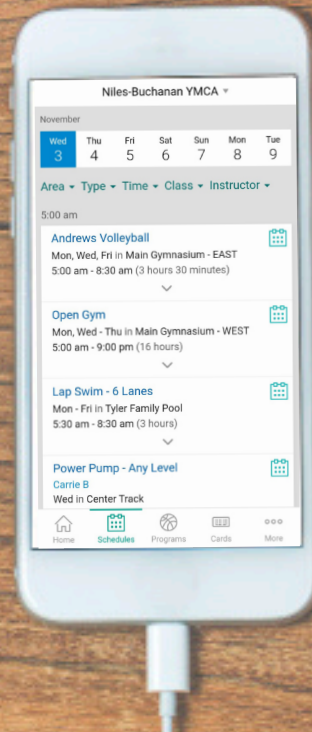 Niles-Buchanan YMCA
November
Wed Thu Fri Sat Sun Mon Tue
3 4 5 6 7 8 9
Area Type Time Class Instructor
5:00 am
Andrews Volleyball
Mon, Wed, Fri in Main Gymnasium - EAST
5:00 am - 8:30 am (3 hours 30 minutes)
Open Gym
Mon, Wed - Thu in Main Gymnasium - WEST
5:00 am - 9:00 pm (16 hours)
Lap Swim - 6 Lanes
Mon - Fri in Tyler Family Pool
5:30 am - 8:30 am (3 hours)
Power Pump - Any Level
Carrie B
Wed in Center Track
Home Schedules Programs Cards More